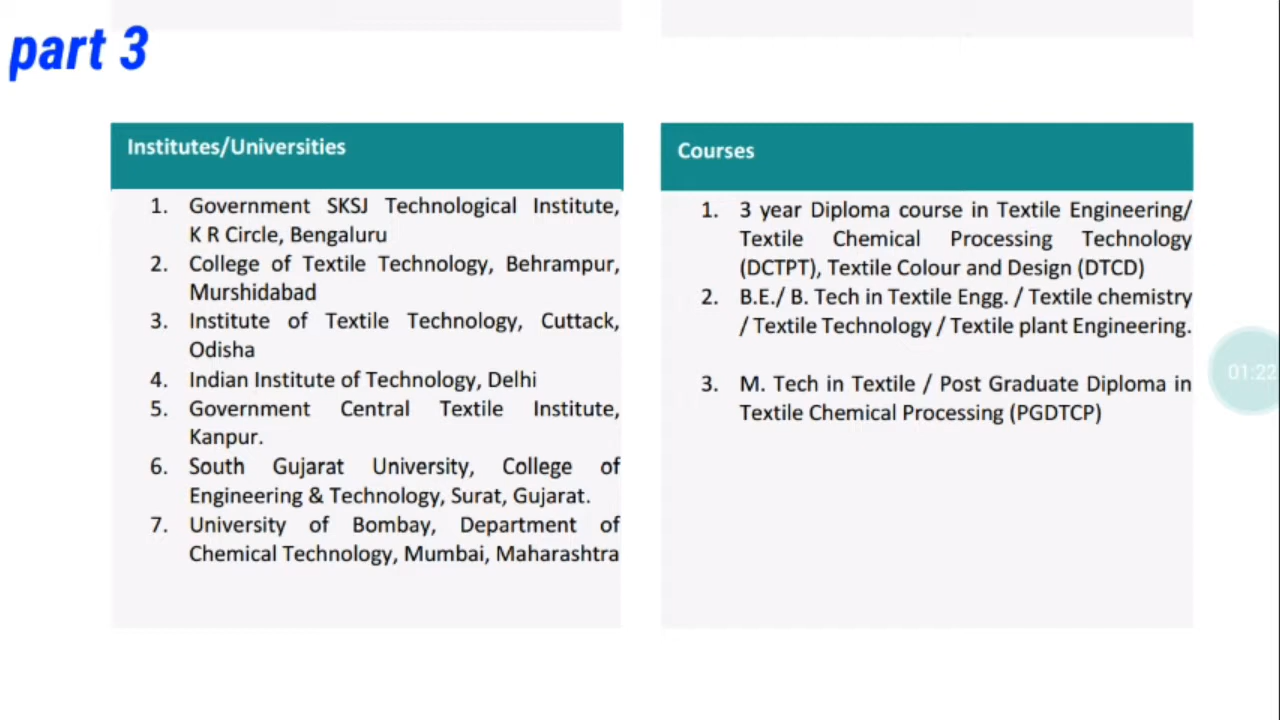 part 3
Institutes/Universities
1. Government SKSJ Technological Institute,
K R Circle, Bengaluru
2. College of Textile Technology, Behrampur,
Murshidabad
3. Institute of Textile Technology, Cuttack,
Odisha
4. Indian Institute of Technology, Delhi
5. Government Central Textile Institute,
Kanpur.
6. South Gujarat University, College of
Engineering & Technology, Surat, Gujarat.
7. University of Bombay, Department of
Chemical Technology, Mumbai, Maharashtra
Courses
1. 3 year Diploma course in Textile Engineering/
Textile Chemical Processing Technology
(DCTPT), Textile Colour and Design (DTCD)
2. B.E./ B. Tech in Textile Engg. / Textile chemistry
/ Textile Technology / Textile plant Engineering.
3. M. Tech in Textile / Post Graduate Diploma in
Textile Chemical Processing (PGDTCP)
01:22